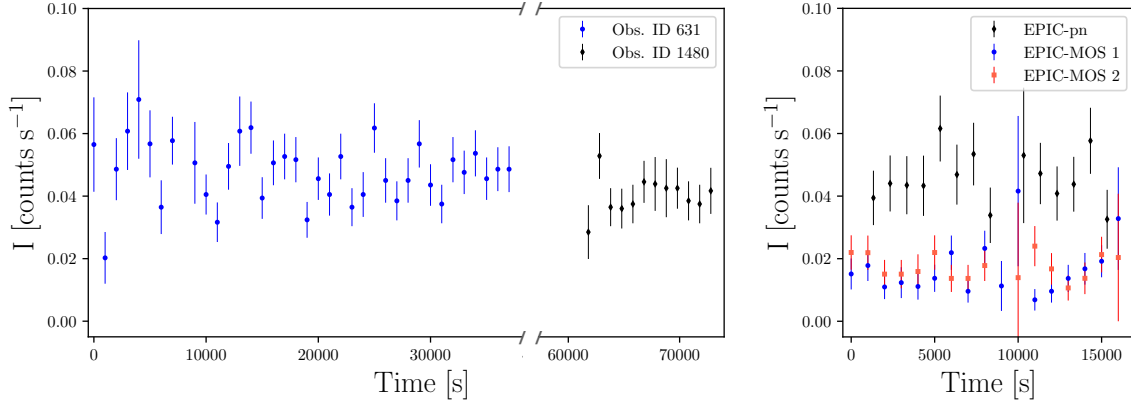 0.10
0.08
0.06
0.04
0.02
0.00
I [counts s⁻¹]
0
10000
20000
30000
60000
70000
Time [s]
Obs. ID 631
Obs. ID 1480
0.10
0.08
0.06
0.04
0.02
0.00
I [counts s⁻¹]
0
5000
10000
15000
Time [s]
EPIC-pn
EPIC-MOS 1
EPIC-MOS 2